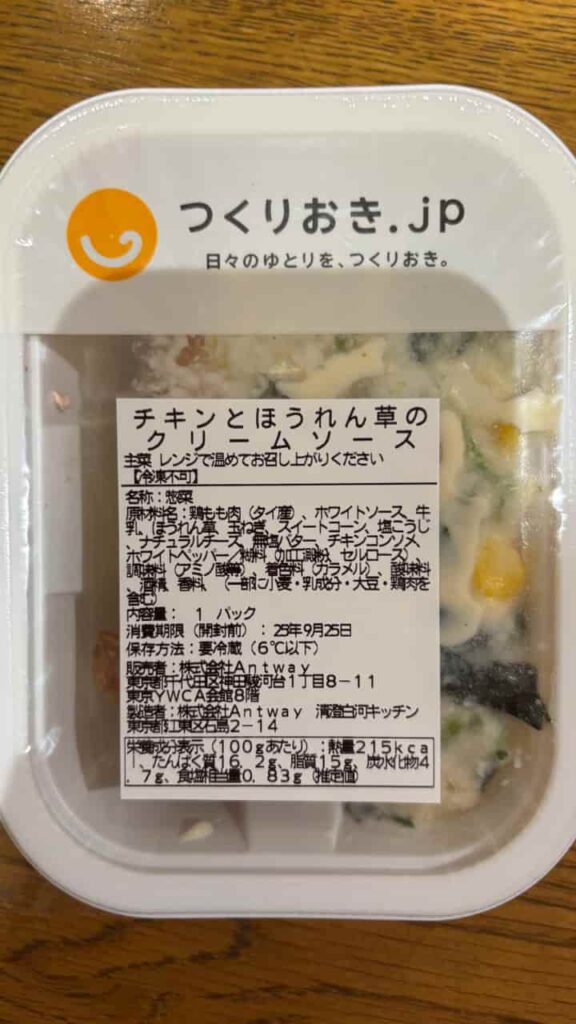 つくりおき.jp
日々のゆとりを、つくりおき。
チキンとほうれん草の
クリームソース
主菜 レンジで温めてお召し上がりください
【冷凍不可】
名称：惣菜
原材料名：鶏もも肉（タイ産）、ホワイトソース、牛
乳、ほうれん草、玉ねぎ、スイートコーン、塩こうじ
、ナチュラルチーズ、無塩バター、チキンコンソメ、
ホワイトペッパー／糊料（加工澱粉、セルロース）、
調味料（アミノ酸等）、着色料（カラメル）、酸味料
、酒精、香料、（一部に小麦・乳成分・大豆・鶏肉を
含む）
内容量： 1 パック
消費期限（開封前）：25年9月25日
保存方法：要冷蔵（6℃以下）
販売者：株式会社Antway
東京都千代田区神田駿河台1丁目8－11
東京YWCA会館8階
製造者：株式会社Antway 清澄白河キッチン
東京都江東区石島2－14
栄養成分表示（100gあたり）：熱量215kca
l、たんぱく質16．2g、脂質15g、炭水化物4
．7g、食塩相当量0．83g（推定値）